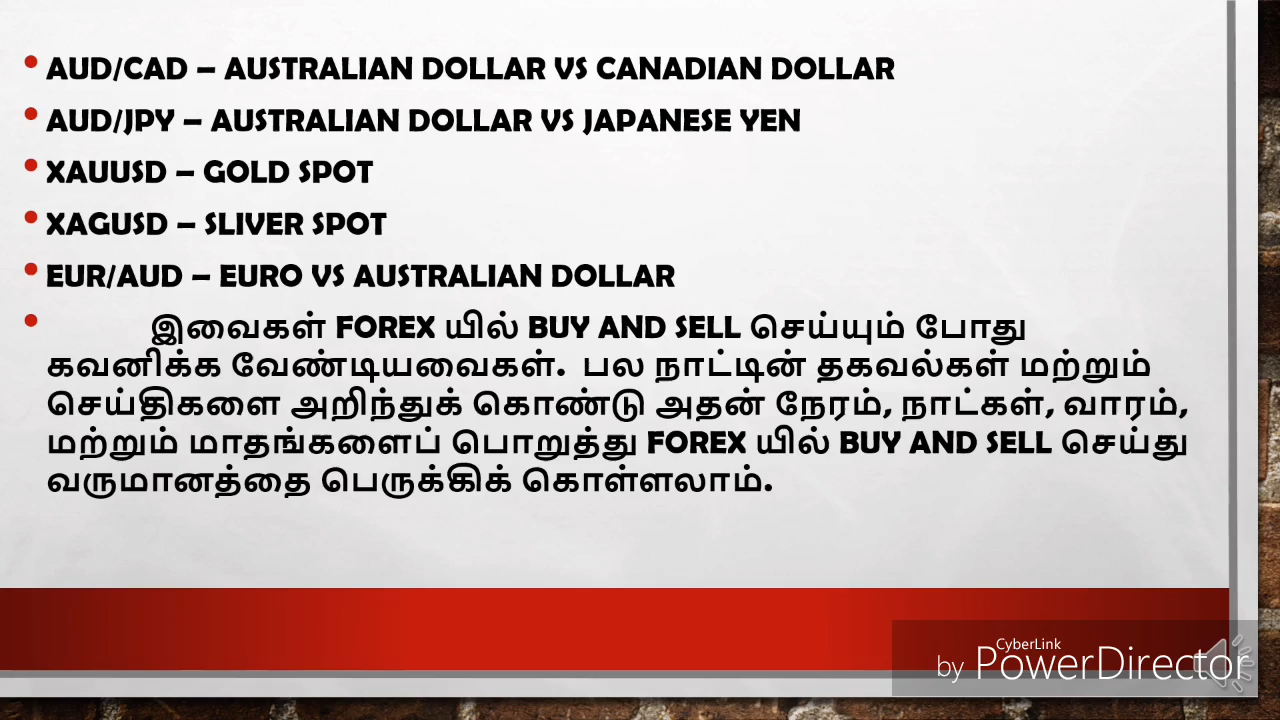 • AUD/CAD – AUSTRALIAN DOLLAR VS CANADIAN DOLLAR
• AUD/JPY – AUSTRALIAN DOLLAR VS JAPANESE YEN
• XAUUSD – GOLD SPOT
• XAGUSD – SLIVER SPOT
• EUR/AUD – EURO VS AUSTRALIAN DOLLAR
• இவைகள் FOREX யில் BUY AND SELL செய்யும் போது
கவனிக்க வேண்டியவைகள். பல நாட்டின் தகவல்கள் மற்றும்
செய்திகளை அறிந்துக் கொண்டு அதன் நேரம், நாட்கள், வாரம்,
மற்றும் மாதங்களைப் பொறுத்து FOREX யில் BUY AND SELL செய்து
வருமானத்தை பெருக்கிக் கொள்ளலாம்.
CyberLink
by PowerDirector